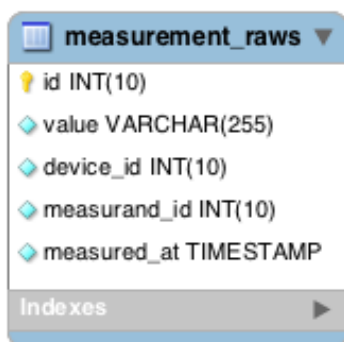 measurement_raws
id INT(10)
value VARCHAR(255)
device_id INT(10)
measurand_id INT(10)
measured_at TIMESTAMP
Indexes